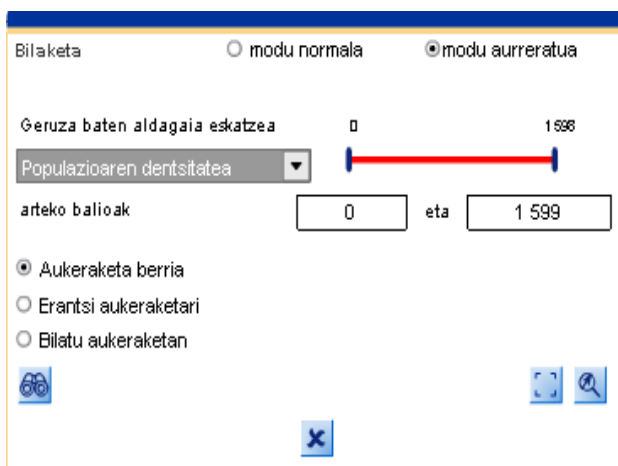 Bilaketa modu normala modu aurreratua
Geruza baten aldagaia eskatzea 0 1 598
Populazioaren dentsitatea
arteko balioak 0 eta 1 599
Aukeraketa berria
Erantsi aukeraketari
Bilatu aukeraketan